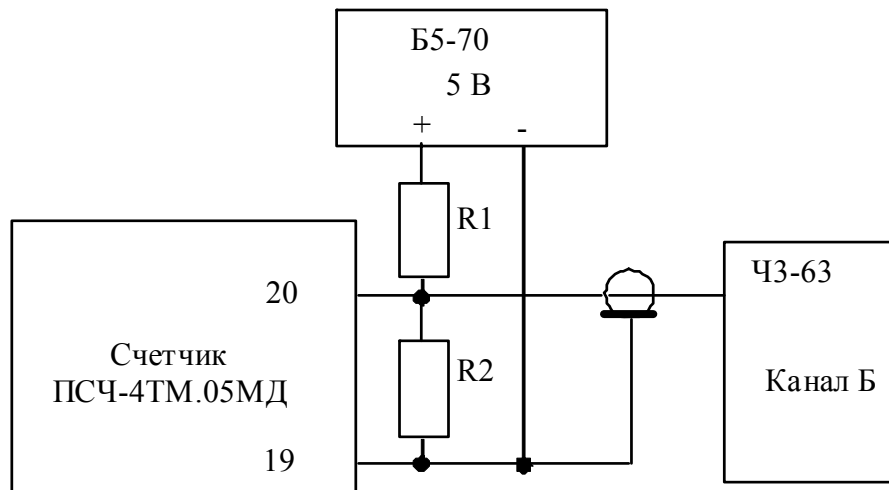 Б5-70
5 В
+ -
R1
20
Ч3-63
Счетчик
ПСЧ-4ТМ.05МД
R2
Канал Б
19